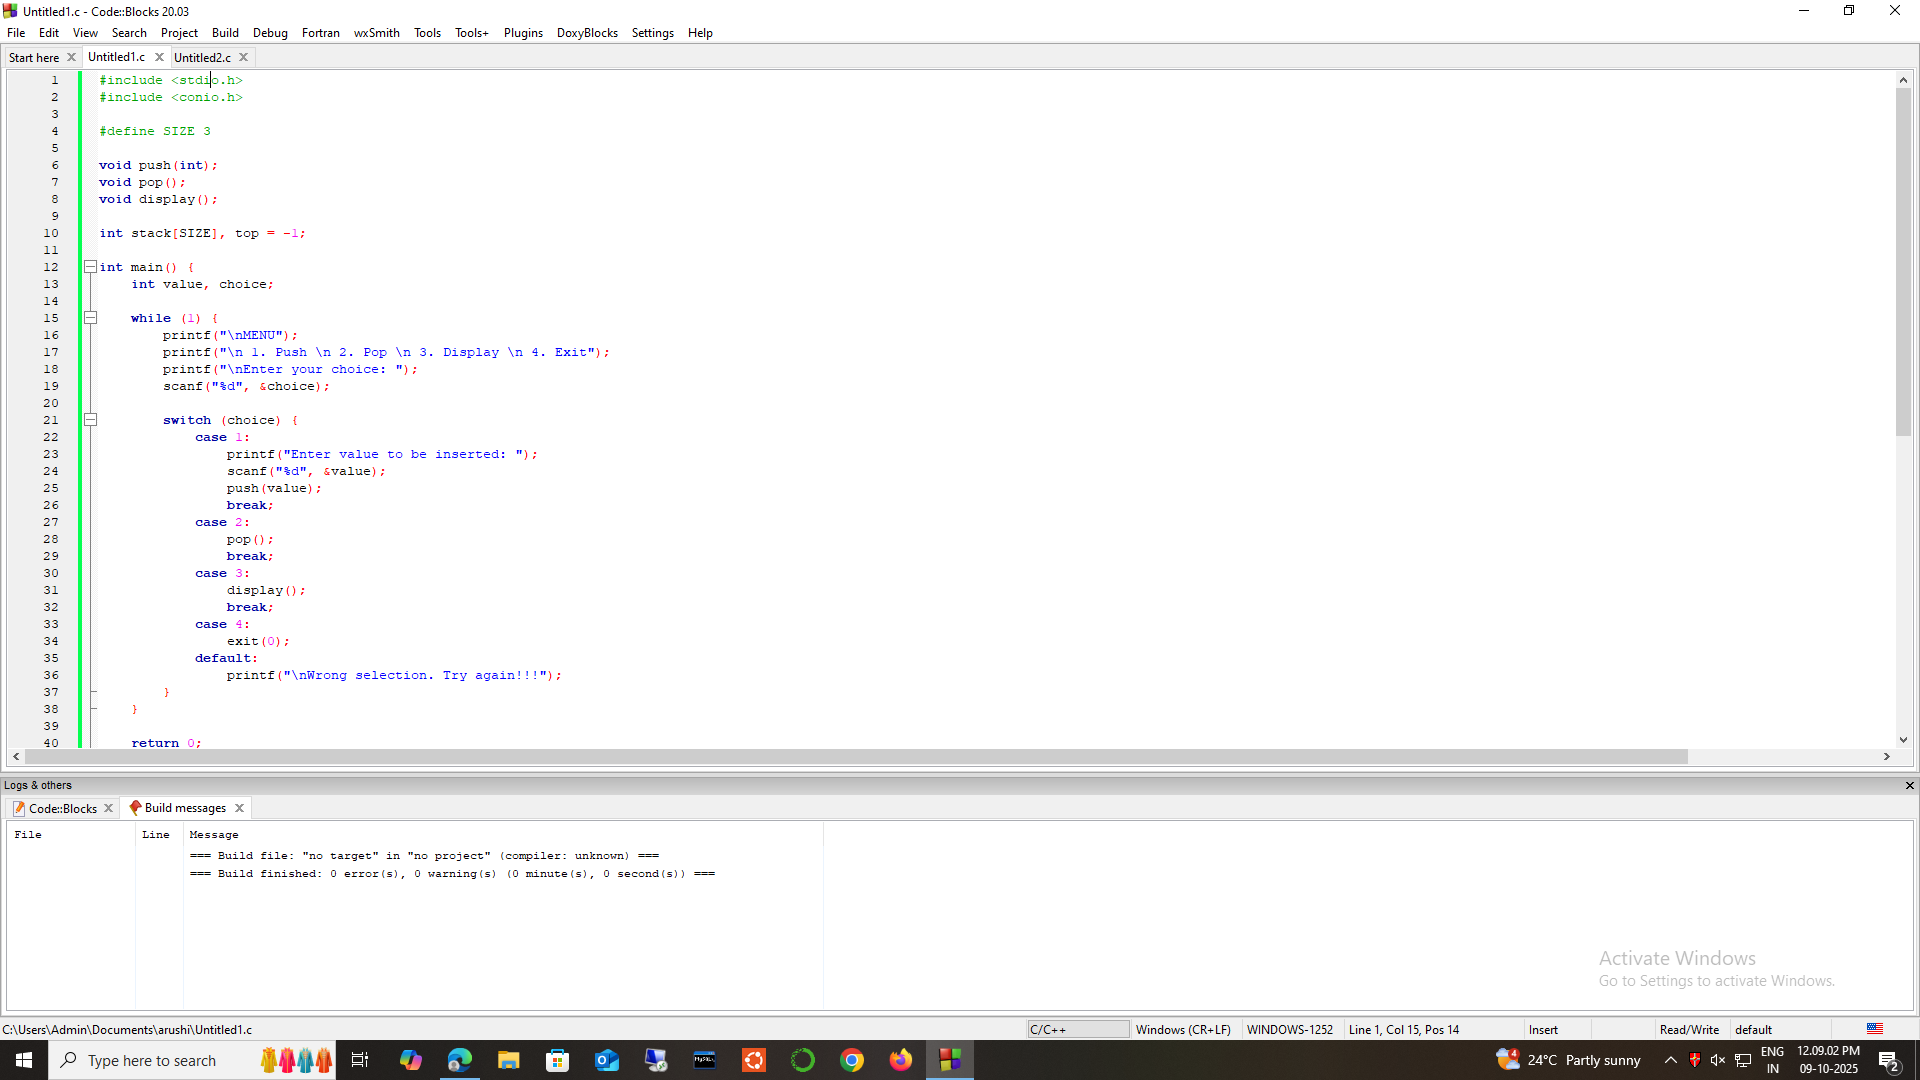 Untitled1.c - Code::Blocks 20.03
File Edit View Search Project Build Debug Fortran wxSmith Tools Tools+ Plugins DoxyBlocks Settings Help
Start here Untitled1.c Untitled2.c
1 #include <stdio.h>
2 #include <conio.h>
3
4 #define SIZE 3
5
6 void push(int);
7 void pop();
8 void display();
9
10 int stack[SIZE], top = -1;
11
12 int main() {
13 int value, choice;
14
15 while (1) {
16 printf("\nMENU");
17 printf("\n 1. Push \n 2. Pop \n 3. Display \n 4. Exit");
18 printf("\nEnter your choice: ");
19 scanf("%d", &choice);
20
21 switch (choice) {
22 case 1:
23 printf("Enter value to be inserted: ");
24 scanf("%d", &value);
25 push(value);
26 break;
27 case 2:
28 pop();
29 break;
30 case 3:
31 display();
32 break;
33 case 4:
34 exit(0);
35 default:
36 printf("\nWrong selection. Try again!!!");
37 }
38 }
39
40 return 0;
Logs & others
Code::Blocks Build messages
File Line Message
=== Build file: "no target" in "no project" (compiler: unknown) ===
=== Build finished: 0 error(s), 0 warning(s) (0 minute(s), 0 second(s)) ===
Activate Windows
Go to Settings to activate Windows.
C:\Users\Admin\Documents\arushi\Untitled1.c C/C++ Windows (CR+LF) WINDOWS-1252 Line 1, Col 15, Pos 14 Insert Read/Write default
Type here to search 4 24°C Partly sunny ENG IN 12.09.02 PM 09-10-2025 2